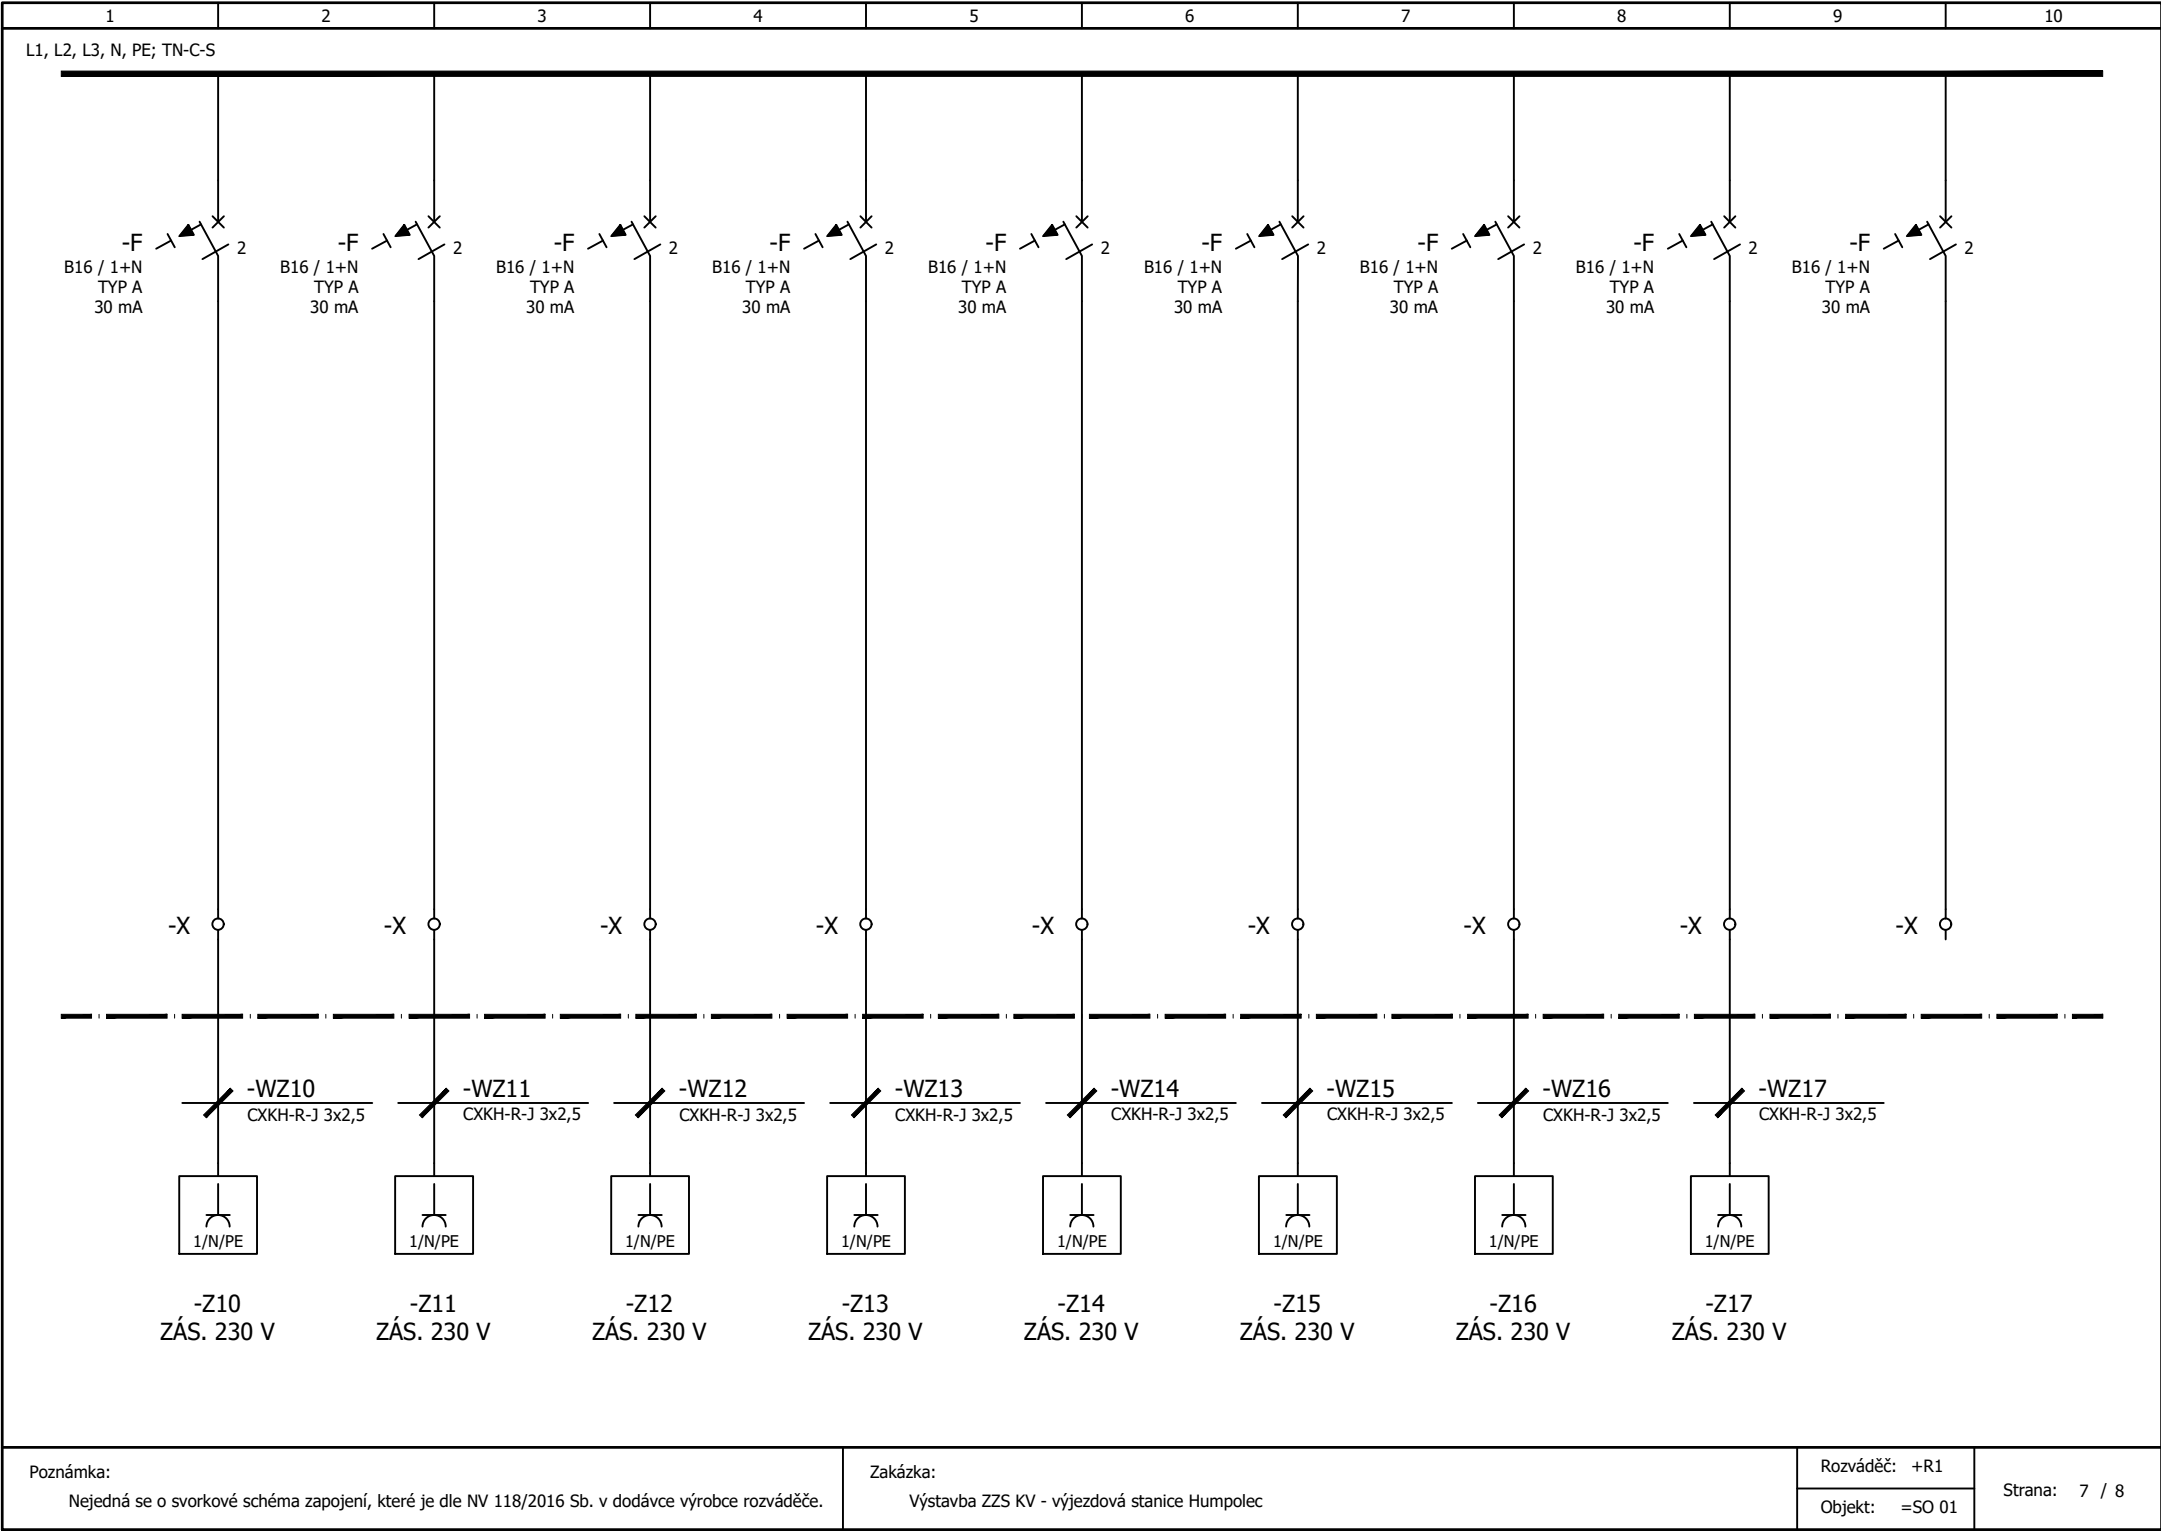 1 2 3 4 5 6 7 8 9 10
L1, L2, L3, N, PE; TN-C-S
-F 2 -F 2 -F 2 -F 2 -F 2 -F 2 -F 2 -F 2 -F 2
B16 / 1+N B16 / 1+N B16 / 1+N B16 / 1+N B16 / 1+N B16 / 1+N B16 / 1+N B16 / 1+N B16 / 1+N
TYP A TYP A TYP A TYP A TYP A TYP A TYP A TYP A TYP A
30 mA 30 mA 30 mA 30 mA 30 mA 30 mA 30 mA 30 mA 30 mA
-X -X -X -X -X -X -X -X -X
-WZ10 -WZ11 -WZ12 -WZ13 -WZ14 -WZ15 -WZ16 -WZ17
CXKH-R-J 3x2,5 CXKH-R-J 3x2,5 CXKH-R-J 3x2,5 CXKH-R-J 3x2,5 CXKH-R-J 3x2,5 CXKH-R-J 3x2,5 CXKH-R-J 3x2,5 CXKH-R-J 3x2,5
1/N/PE 1/N/PE 1/N/PE 1/N/PE 1/N/PE 1/N/PE 1/N/PE 1/N/PE
-Z10 -Z11 -Z12 -Z13 -Z14 -Z15 -Z16 -Z17
ZÁS. 230 V ZÁS. 230 V ZÁS. 230 V ZÁS. 230 V ZÁS. 230 V ZÁS. 230 V ZÁS. 230 V ZÁS. 230 V
Poznámka:
Nejedná se o svorkové schéma zapojení, které je dle NV 118/2016 Sb. v dodávce výrobce rozváděče.
Zakázka:
Výstavba ZZS KV - výjezdová stanice Humpolec
Rozváděč: +R1
Objekt: =SO 01
Strana: 7 / 8